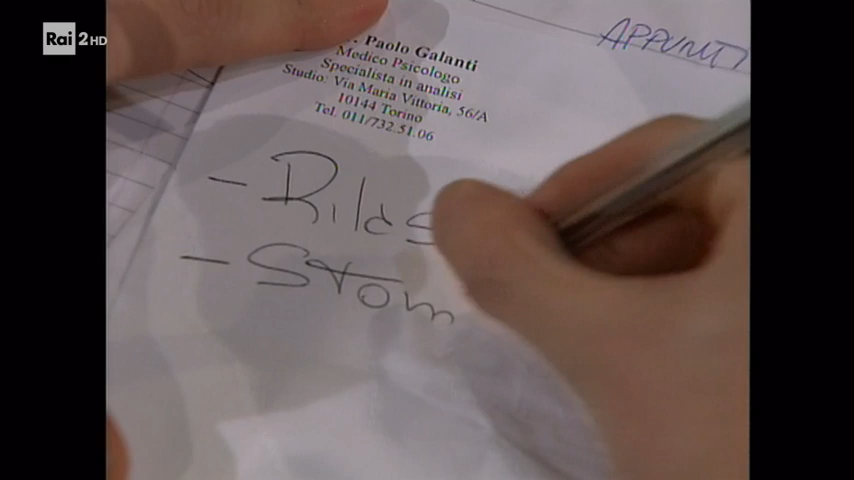 Rai 2HD
APPUNTI
Paolo Galanti
Medico Psicologo
Specialista in analisi
Studio: Via Maria Vittoria, 56/A
10144 Torino
Tel. 011/732.51.06
- Rilas
- Stom